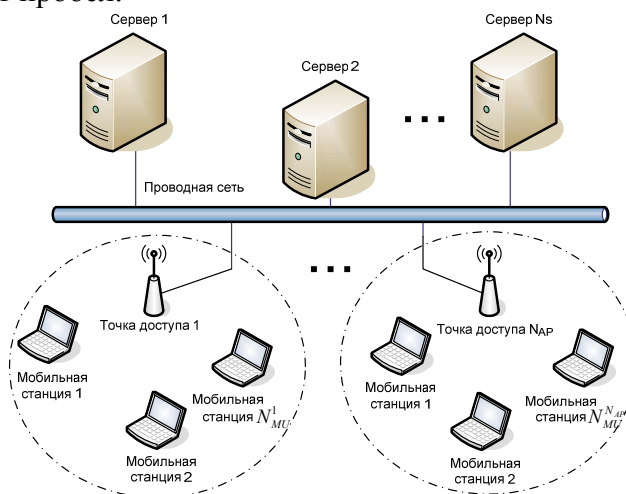 Сервер 1
Сервер 2
Сервер Ns
...
Проводная сеть
...
Точка доступа 1
Мобильная
станция 1
Мобильная
станция 2
Мобильная
станция N¹MU
Точка доступа NAP
Мобильная
станция 1
Мобильная
станция 2
Мобильная
станция N^NAP MU